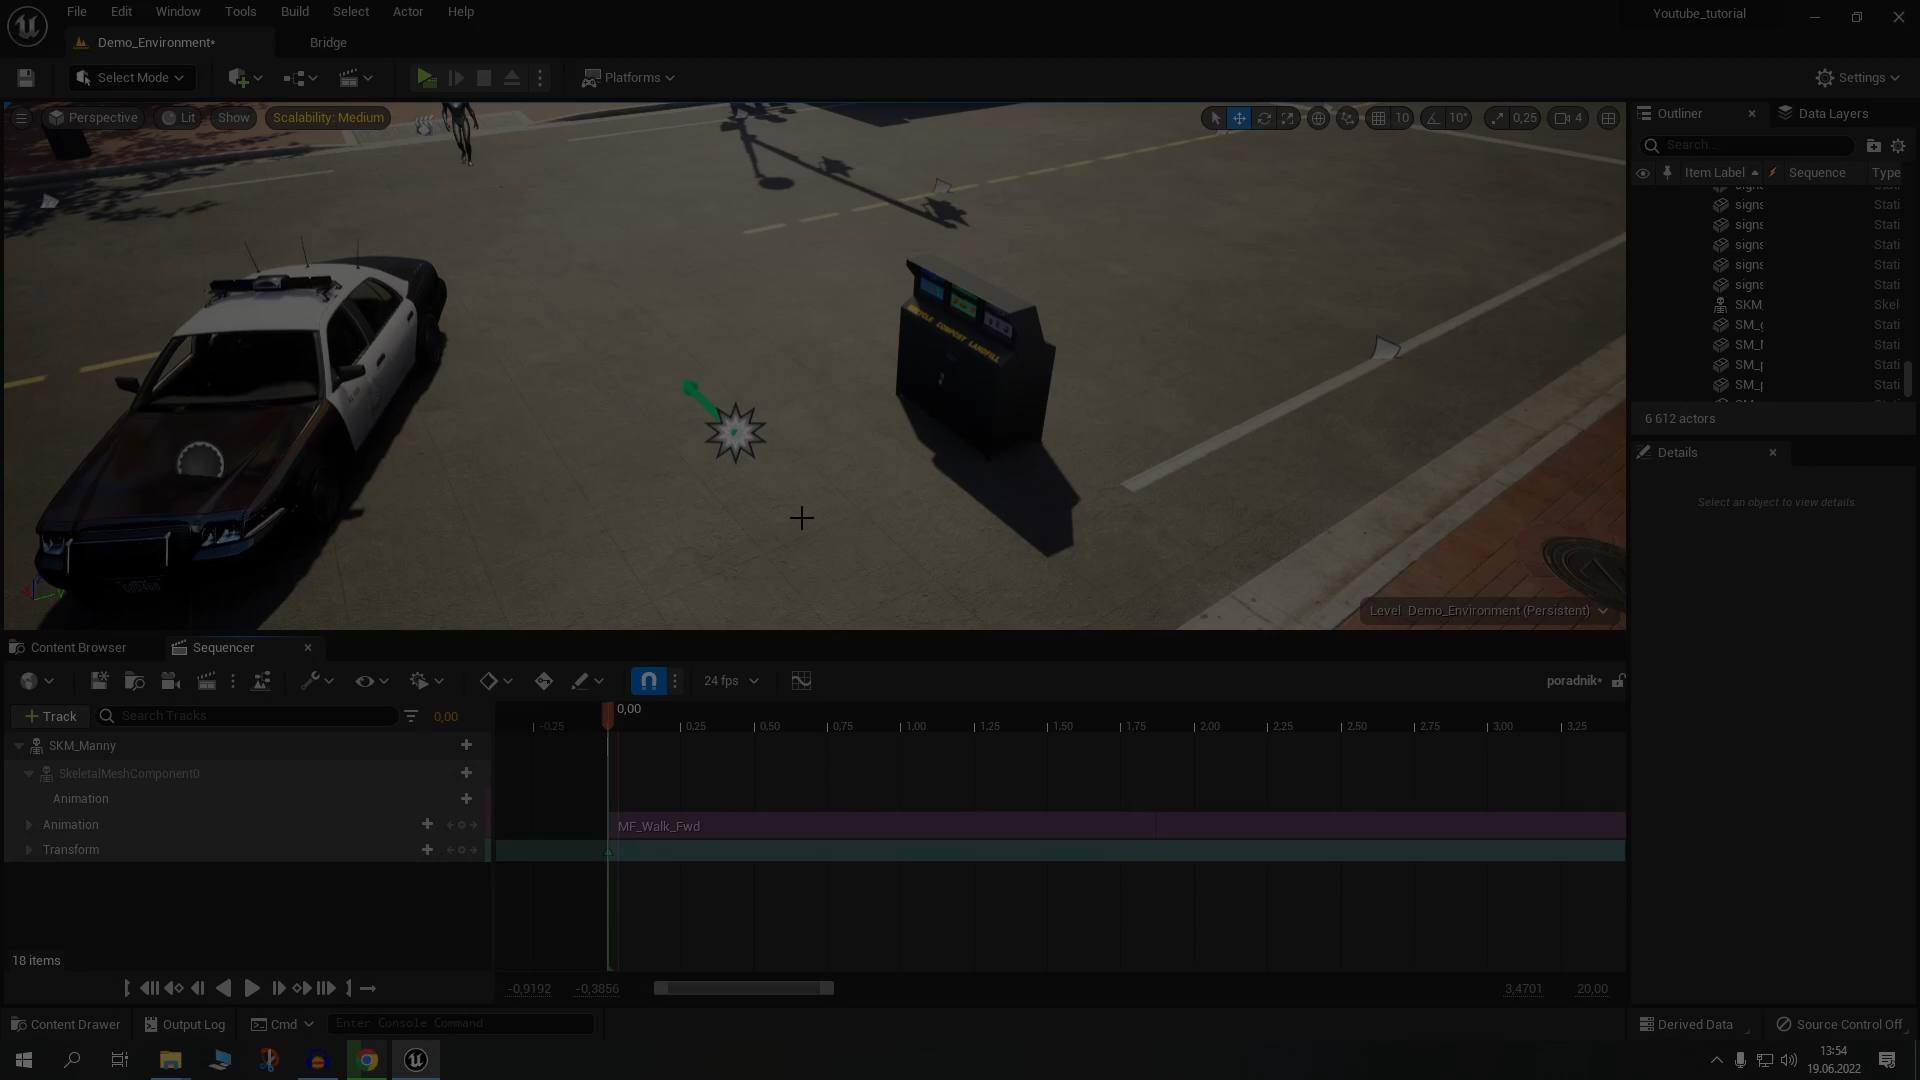 File Edit Window Tools Build Select Actor Help
Youtube_tutorial
Demo_Environment*
Bridge
Select Mode
Platforms
Settings
Perspective
Lit
Show
Scalability: Medium
10
10°
0,25
4
Outliner
Data Layers
Search...
Item Label
Sequence
Type
signs Stati
signs Stati
signs Stati
signs Stati
signs Stati
SKM_ Skel
SM_ Stati
SM_ Stati
SM_p Stati
SM_p Stati
6 612 actors
Details
Select an object to view details
RECYCLE COMPOST LANDFILL
Level Demo_Environment (Persistent)
Content Browser
Sequencer
24 fps
poradnik*
Track
Search Tracks
0,00
0,00
-0,25 0,25 0,50 0,75 1,00 1,25 1,50 1,75 2,00 2,25 2,50 2,75 3,00 3,25
SKM_Manny
SkeletalMeshComponent0
Animation
Animation
MF_Walk_Fwd
Transform
18 items
-0,9192
-0,3856
3,4701
20,00
Content Drawer
Output Log
Cmd
Enter Console Command
Derived Data
Source Control Off
13:54
19.06.2022